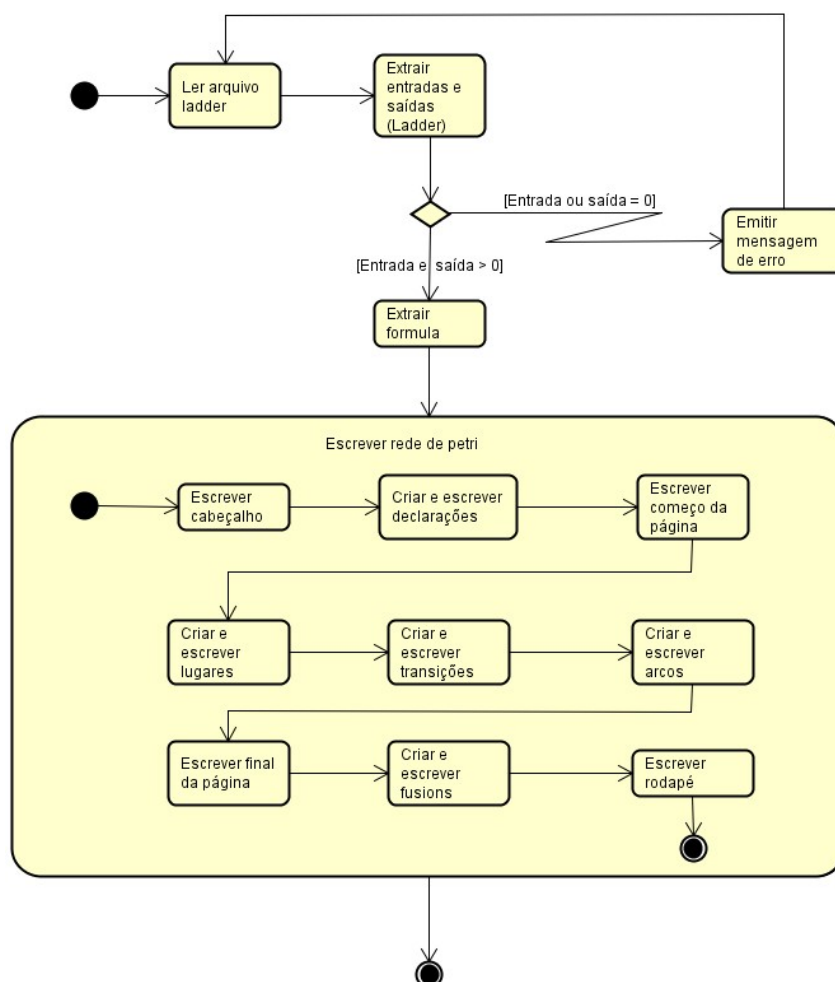 Ler arquivo
ladder
Extrair
entradas e
saídas
(Ladder)
[Entrada ou saída = 0]
Emitir
mensagem
de erro
[Entrada e saída > 0]
Extrair
formula
Escrever rede de petri
Escrever
cabeçalho
Criar e escrever
declarações
Escrever
começo da
página
Criar e
escrever
lugares
Criar e
escrever
transições
Criar e
escrever
arcos
Escrever final
da página
Criar e
escrever
fusions
Escrever
rodapé